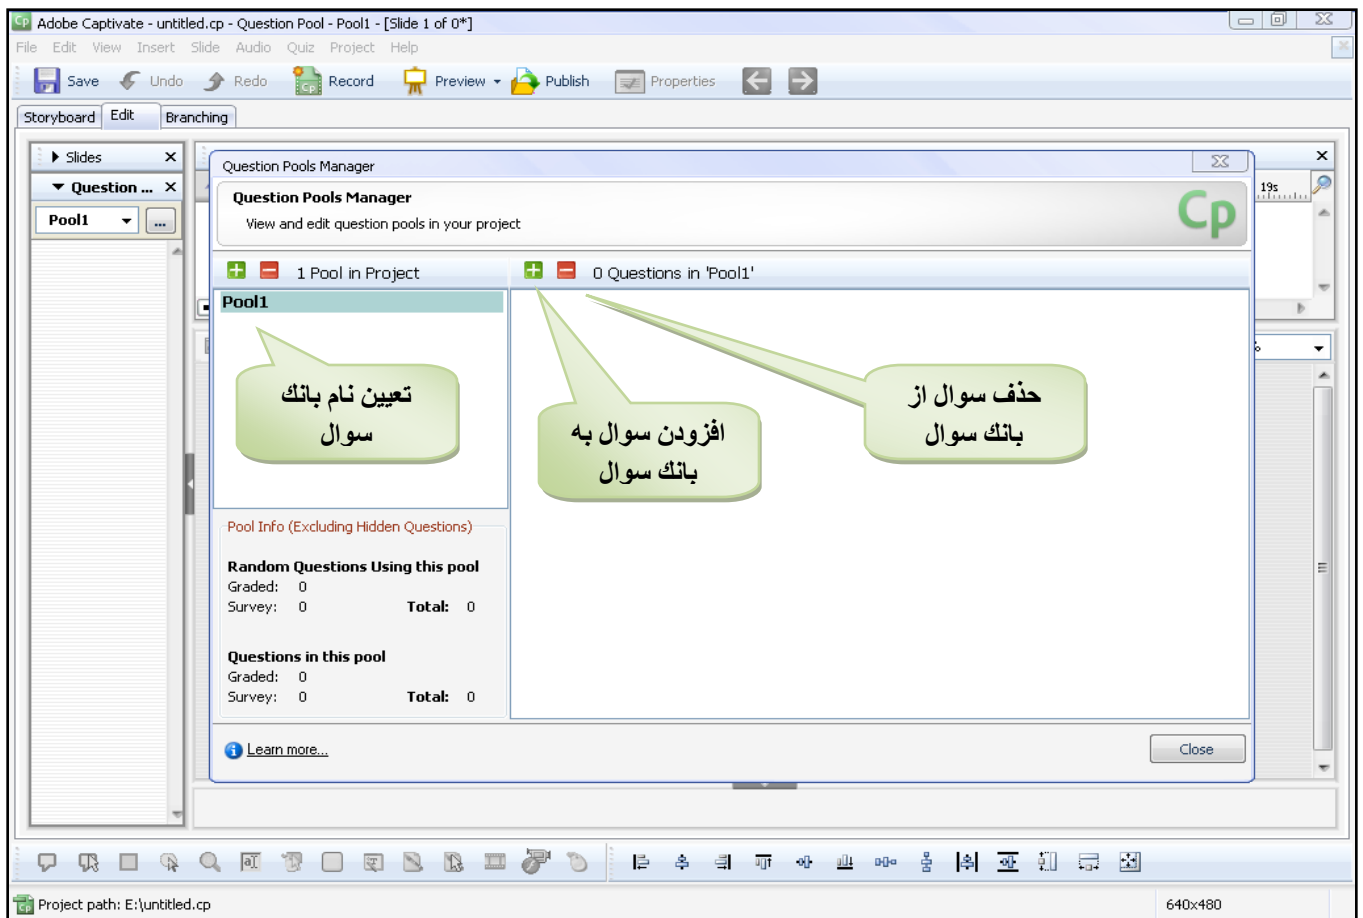 Adobe Captivate - untitled.cp - Question Pool - Pool1 - [Slide 1 of 0*]
File Edit View Insert Slide Audio Quiz Project Help
Save Undo Redo Record Preview Publish Properties
Storyboard Edit Branching
Slides
Question ...
Pool1 ...
19s
Question Pools Manager
Question Pools Manager
View and edit question pools in your project
Cp
1 Pool in Project
0 Questions in 'Pool1'
Pool1
تعيين نام بانك
سوال
افزودن سوال به
بانك سوال
حذف سوال از
بانك سوال
Pool Info (Excluding Hidden Questions)
Random Questions Using this pool
Graded: 0
Survey: 0 Total: 0
Questions in this pool
Graded: 0
Survey: 0 Total: 0
Learn more...
Close
Project path: E:\untitled.cp
640x480